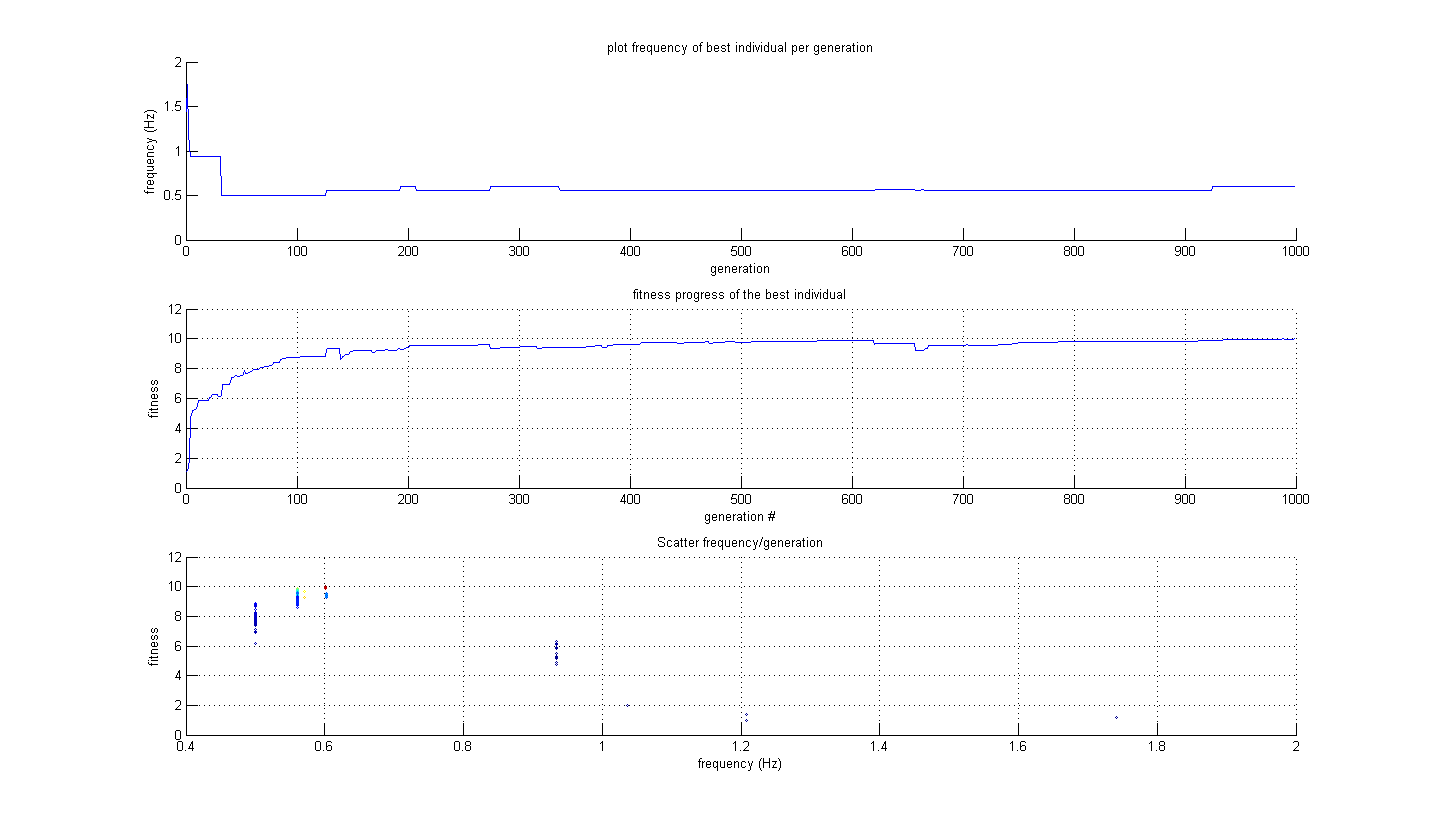 plot frequency of best individual per generation
2
1.5
1
0.5
0
frequency (Hz)
0 100 200 300 400 500 600 700 800 900 1000
generation
fitness progress of the best individual
12
10
8
6
4
2
0
fitness
0 100 200 300 400 500 600 700 800 900 1000
generation #
Scatter frequency/generation
12
10
8
6
4
2
0
fitness
0.4 0.6 0.8 1 1.2 1.4 1.6 1.8 2
frequency (Hz)